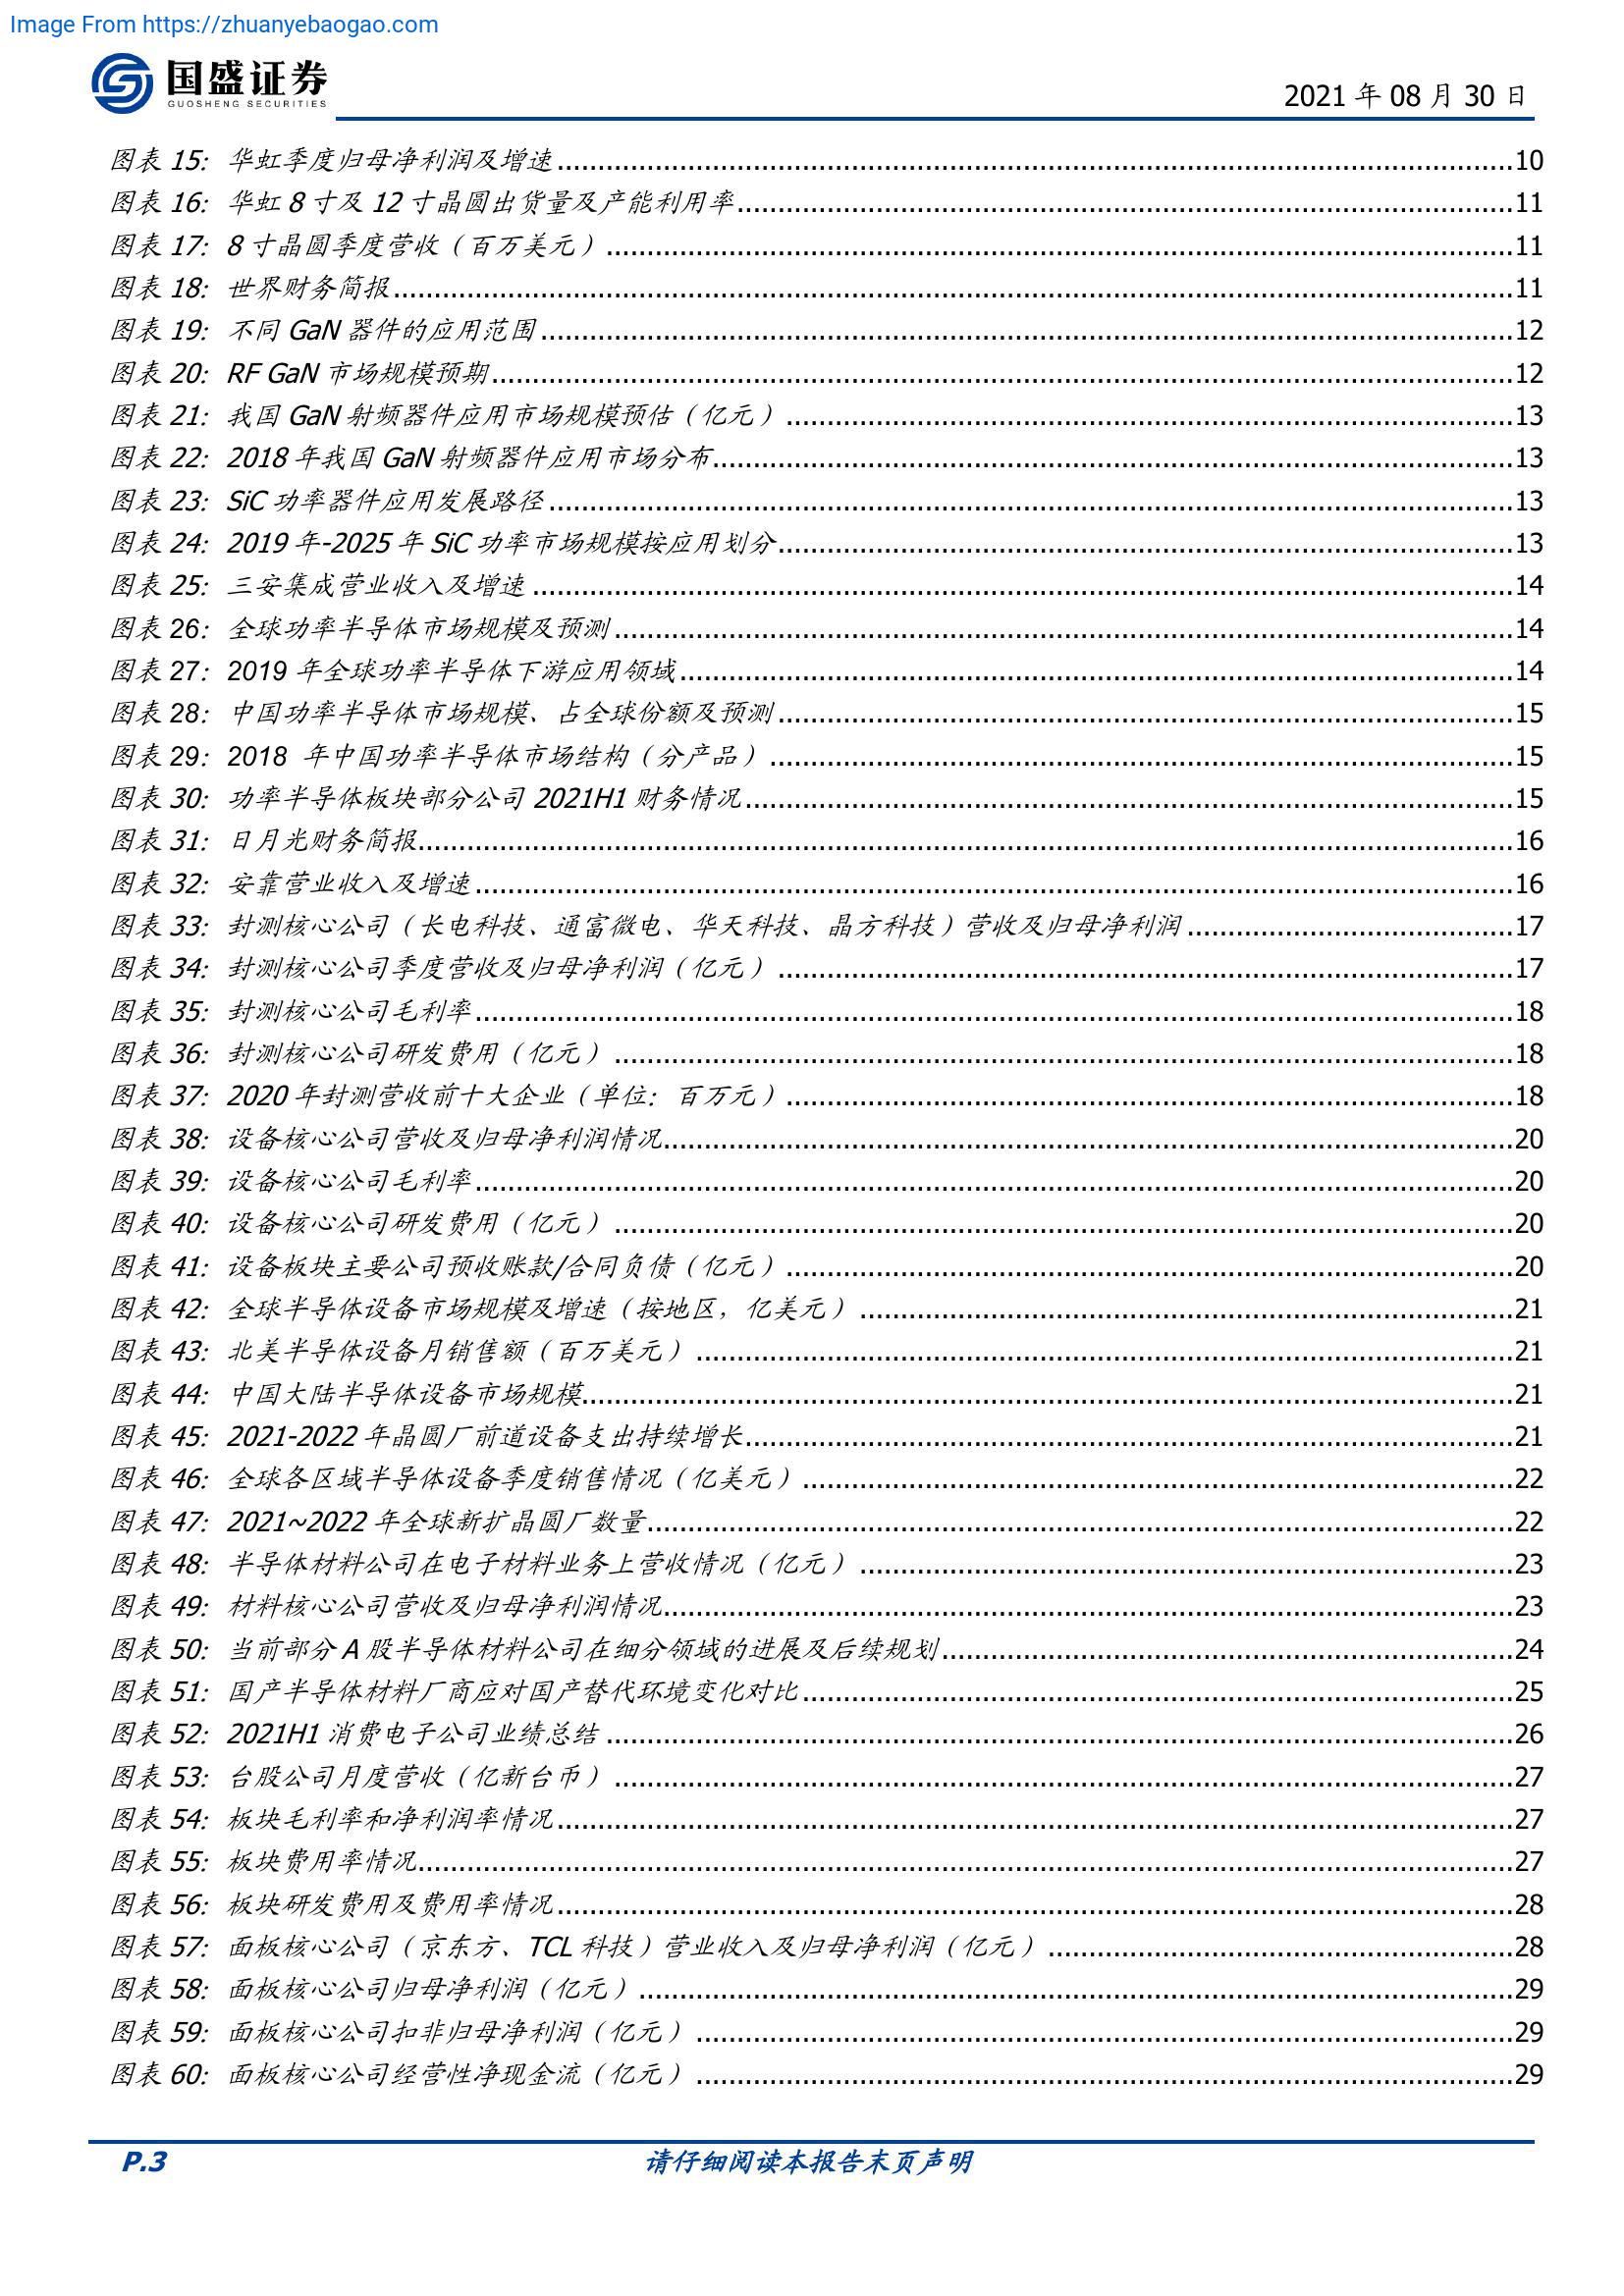 Image From https://zhuanyebaogao.com
国盛证券
GUOSHENG SECURITIES
2021 年 08 月 30 日
图表 15: 华虹季度归母净利润及增速 10
图表 16: 华虹 8 寸及 12 寸晶圆出货量及产能利用率 11
图表 17: 8 寸晶圆季度营收（百万美元） 11
图表 18: 世界财务简报 11
图表 19: 不同 GaN 器件的应用范围 12
图表 20: RF GaN 市场规模预期 12
图表 21: 我国 GaN 射频器件应用市场规模预估（亿元） 13
图表 22: 2018 年我国 GaN 射频器件应用市场分布 13
图表 23: SiC 功率器件应用发展路径 13
图表 24: 2019 年-2025 年 SiC 功率市场规模按应用划分 13
图表 25: 三安集成营业收入及增速 14
图表 26: 全球功率半导体市场规模及预测 14
图表 27: 2019 年全球功率半导体下游应用领域 14
图表 28: 中国功率半导体市场规模、占全球份额及预测 15
图表 29: 2018 年中国功率半导体市场结构（分产品） 15
图表 30: 功率半导体板块部分公司 2021H1 财务情况 15
图表 31: 日月光财务简报 16
图表 32: 安靠营业收入及增速 16
图表 33: 封测核心公司（长电科技、通富微电、华天科技、晶方科技）营收及归母净利润 17
图表 34: 封测核心公司季度营收及归母净利润（亿元） 17
图表 35: 封测核心公司毛利率 18
图表 36: 封测核心公司研发费用（亿元） 18
图表 37: 2020 年封测营收前十大企业（单位：百万元） 18
图表 38: 设备核心公司营收及归母净利润情况 20
图表 39: 设备核心公司毛利率 20
图表 40: 设备核心公司研发费用（亿元） 20
图表 41: 设备板块主要公司预收账款/合同负债（亿元） 20
图表 42: 全球半导体设备市场规模及增速（按地区，亿美元） 21
图表 43: 北美半导体设备月销售额（百万美元） 21
图表 44: 中国大陆半导体设备市场规模 21
图表 45: 2021-2022 年晶圆厂前道设备支出持续增长 21
图表 46: 全球各区域半导体设备季度销售情况（亿美元） 22
图表 47: 2021~2022 年全球新扩晶圆厂数量 22
图表 48: 半导体材料公司在电子材料业务上营收情况（亿元） 23
图表 49: 材料核心公司营收及归母净利润情况 23
图表 50: 当前部分 A 股半导体材料公司在细分领域的进展及后续规划 24
图表 51: 国产半导体材料厂商应对国产替代环境变化对比 25
图表 52: 2021H1 消费电子公司业绩总结 26
图表 53: 台股公司月度营收（亿新台币） 27
图表 54: 板块毛利率和净利润率情况 27
图表 55: 板块费用率情况 27
图表 56: 板块研发费用及费用率情况 28
图表 57: 面板核心公司（京东方、TCL 科技）营业收入及归母净利润（亿元） 28
图表 58: 面板核心公司归母净利润（亿元） 29
图表 59: 面板核心公司扣非归母净利润（亿元） 29
图表 60: 面板核心公司经营性净现金流（亿元） 29
P.3 请仔细阅读本报告末页声明